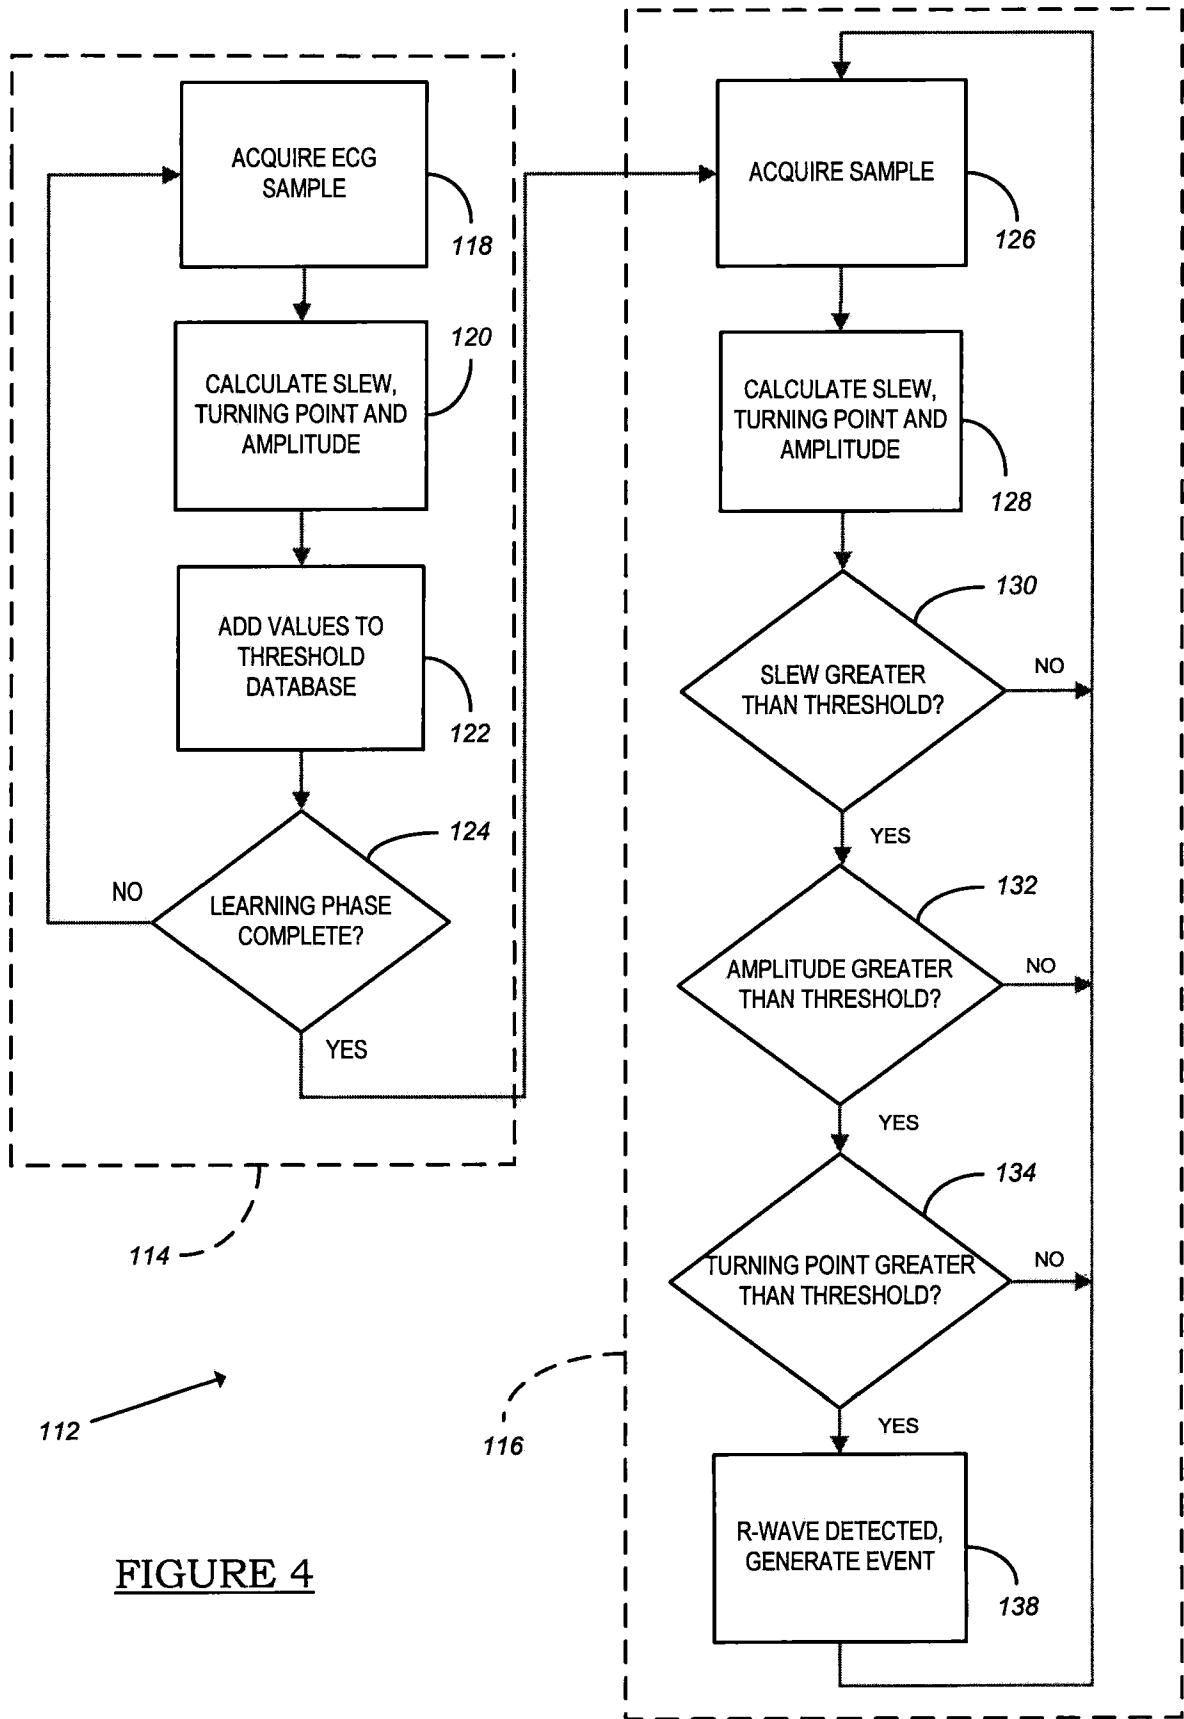 ACQUIRE ECG
SAMPLE
118
120
CALCULATE SLEW,
TURNING POINT AND
AMPLITUDE
ADD VALUES TO
THRESHOLD
DATABASE
122
124
NO
LEARNING PHASE
COMPLETE?
YES
114
112
FIGURE 4
ACQUIRE SAMPLE
126
CALCULATE SLEW,
TURNING POINT AND
AMPLITUDE
128
130
SLEW GREATER
THAN THRESHOLD?
NO
YES
132
AMPLITUDE GREATER
THAN THRESHOLD?
NO
YES
134
TURNING POINT GREATER
THAN THRESHOLD?
NO
116
YES
R-WAVE DETECTED,
GENERATE EVENT
138